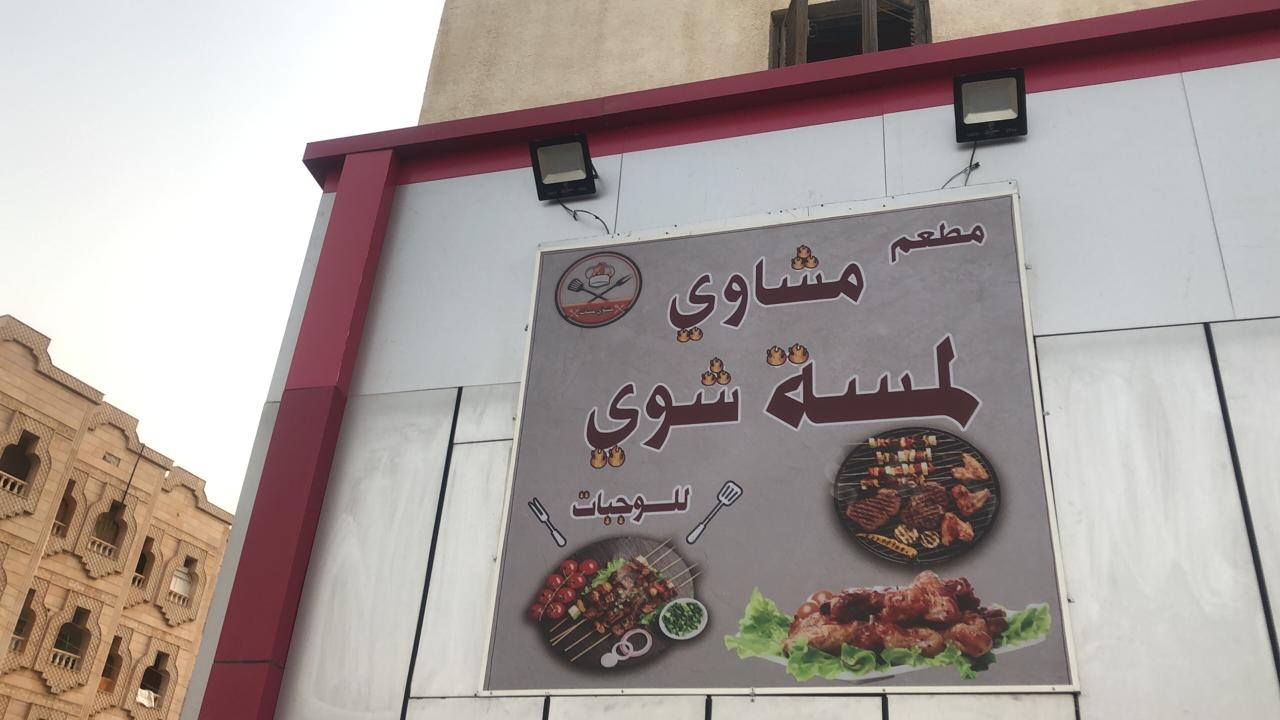 مطعم
مشاوي
لمسة شوي
للوجبات